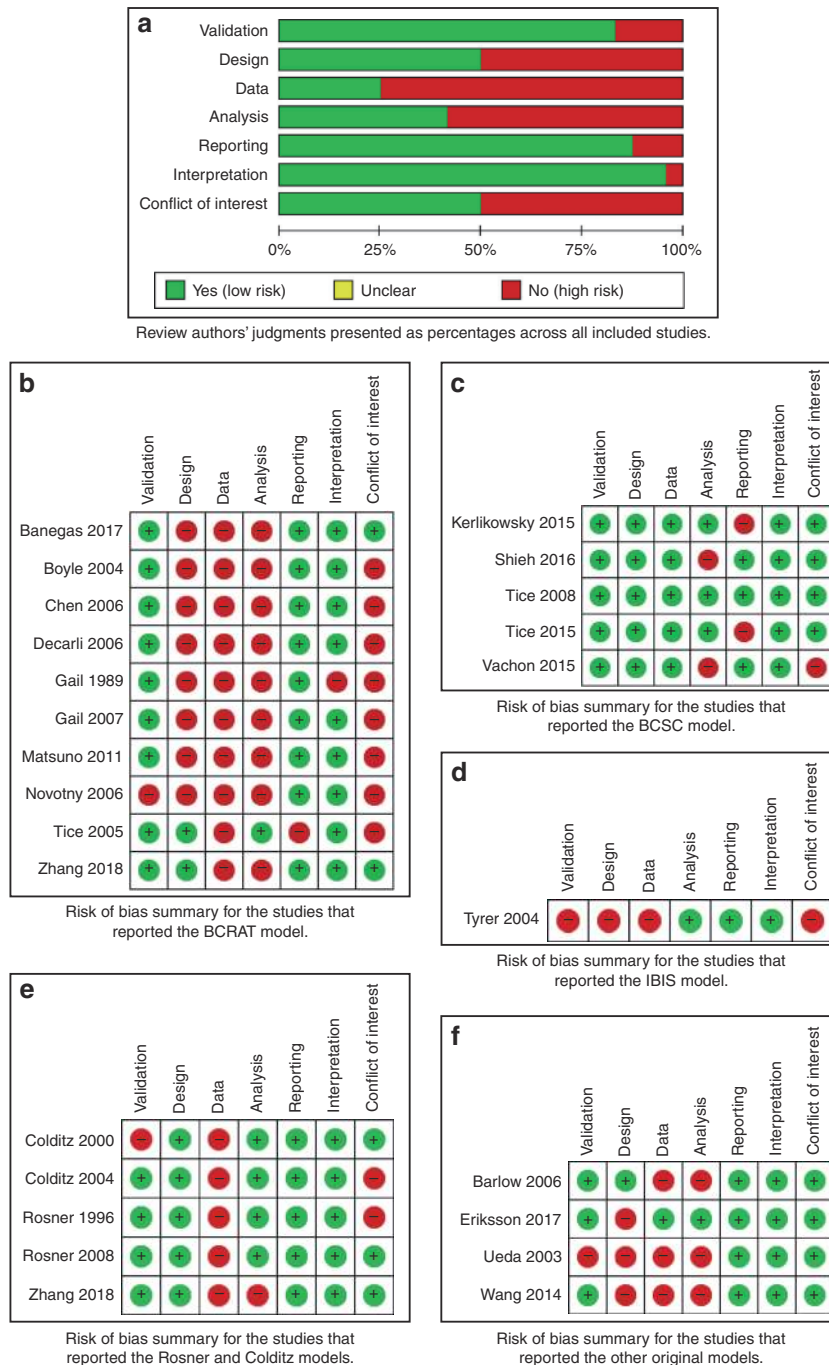 a
Validation
Design
Data
Analysis
Reporting
Interpretation
Conflict of interest
0% 25% 50% 75% 100%
Yes (low risk) Unclear No (high risk)
Review authors' judgments presented as percentages across all included studies.
b
Validation
Design
Data
Analysis
Reporting
Interpretation
Conflict of interest
Banegas 2017 + − − − + + +
Boyle 2004 + − − − + + −
Chen 2006 + − − − + + −
Decarli 2006 + − − − + + −
Gail 1989 + − − − + − −
Gail 2007 + − − − + + −
Matsuno 2011 + − − − + + −
Novotny 2006 − − − − + + −
Tice 2005 + + − + − + −
Zhang 2018 + + − − + + +
Risk of bias summary for the studies that
reported the BCRAT model.
c
Validation
Design
Data
Analysis
Reporting
Interpretation
Conflict of interest
Kerlikowsky 2015 + + + + − + +
Shieh 2016 + + + − + + +
Tice 2008 + + + + + + +
Tice 2015 + + + + − + +
Vachon 2015 + + + − + + −
Risk of bias summary for the studies that
reported the BCSC model.
d
Validation
Design
Data
Analysis
Reporting
Interpretation
Conflict of interest
Tyrer 2004 − − − + + + −
Risk of bias summary for the studies that
reported the IBIS model.
e
Validation
Design
Data
Analysis
Reporting
Interpretation
Conflict of interest
Colditz 2000 − + − + + + +
Colditz 2004 + + − + + + −
Rosner 1996 + + − + + + −
Rosner 2008 + + − + + + +
Zhang 2018 + + − − + + +
Risk of bias summary for the studies that
reported the Rosner and Colditz models.
f
Validation
Design
Data
Analysis
Reporting
Interpretation
Conflict of interest
Barlow 2006 + + − − + + +
Eriksson 2017 + − + + + + +
Ueda 2003 − − − − + + +
Wang 2014 + − − − + + +
Risk of bias summary for the studies that
reported the other original models.